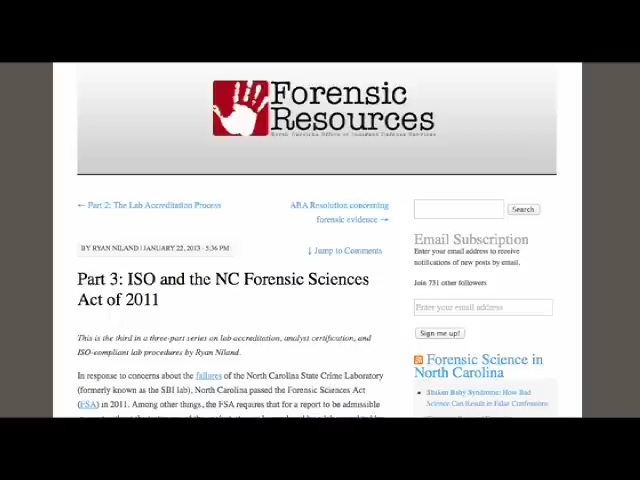 Forensic
Resources
North Carolina Office of Indigent Defense Services
← Part 2: The Lab Accreditation Process
ABA Resolution concerning
forensic evidence →
BY RYAN NILAND | JANUARY 22, 2013 · 5:36 PM
↓ Jump to Comments
Part 3: ISO and the NC Forensic Sciences
Act of 2011
This is the third in a three-part series on lab accreditation, analyst certification, and
ISO-compliant lab procedures by Ryan Niland.
In response to concerns about the failures of the North Carolina State Crime Laboratory
(formerly known as the SBI lab), North Carolina passed the Forensic Sciences Act
(FSA) in 2011. Among other things, the FSA requires that for a report to be admissible
Search
Email Subscription
Enter your email address to receive
notifications of new posts by email.
Join 751 other followers
Enter your email address
Sign me up!
Forensic Science in
North Carolina
Shaken Baby Syndrome: How Bad
Science Can Result in False Confessions